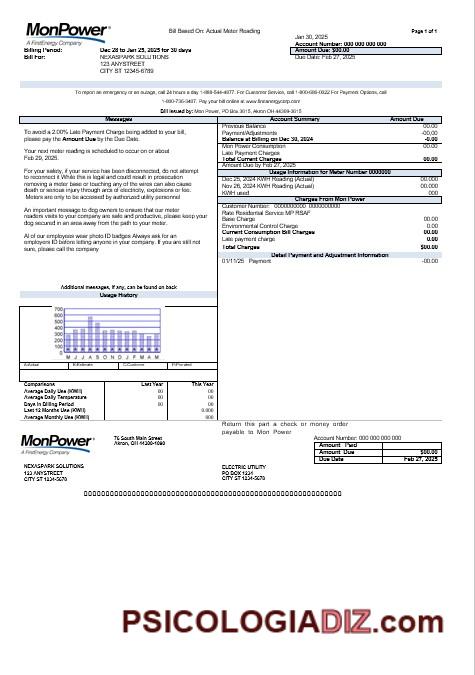 MonPower
A FirstEnergy Company
Bill Based On: Actual Meter Reading
Page 1 of 1
Jan 30, 2025
Billing Period: Dec 28 to Jan 25, 2025 for 30 days
Account Number: 000 000 000 000
Bill For: NEXASPARK SOLUTIONS
Amount Due: $00.00
123 ANYSTREET
Due Date: Feb 27, 2025
CITY ST 12345-6789
To report an emergency or an outage, call 24 hours a day 1-888-544-4877. For Customer Service, call 1-800-686-0022 For Payment Options, call
1-800-736-3407. Pay your bill online at www.firstenergycorp.com
Bill issued by: Mon Power, PO Box 3615, Akron OH 44309-3615
Messages
To avoid a 2.00% Late Payment Charge being added to your bill,
please pay the Amount Due by the Due Date.
Your next meter reading is scheduled to occur on or about
Feb 29, 2025.
For your safety, if your service has been disconnected, do not attempt
to reconnect it While this is legal and could result in prosecution
removing a meter base or touching any of the wires can also cause
death or serious injury through arcs of electricity, explosions or fire.
Meters are only to be accessed by authorized utility personnel
An important message to dog owners to ensure that our meter
readers visits to your company are safe and productive, please keep your
dog secured in an area away from the path to your meter.
All of our employees wear photo ID badges Always ask for an
employees ID before letting anyone in your company. If you are still not
sure, please call the company
Additional messages, if any, can be found on back
Usage History
700
600
500
400
300
200
100
0
M J J A S O N D J F M A M
A-Actual B-Estimate C-Customer
Comparisons Last Year This Year
Average Daily Use (KWH) 00 00
Average Daily Temperature 00 00
Days in Billing Period 00 00
Last 12 Months Use (KWH) 0,000
Average Monthly Use (KWH) 000
Account Summary Amount Due
Previous Balance 00.00
Payment/Adjustments -00.00
Balance at Billing on Dec 30, 2024 -0.00
Mon Power Consumption 00.00
Late Payment Charges
Total Current Charges 00.00
Amount Due by Feb 27, 2025
Usage Information for Meter Number 0000000
Dec 25, 2024 KWH Reading (Actual) 00.00
Nov 26, 2024 KWH Reading (Actual) 00.00
KWH used 000
Charges From Mon Power
Customer Number: 0000000000 0000000000
Rate Residential Service MP RSAF
Base Charge 00.00
Environmental Control Charge 0.00
Current Consumption Bill Charges 00.00
Late payment charge 0.00
Total Charges $00.00
Detail Payment and Adjustment Information
01/11/25 Payment -00.00
Return this part a check or money order
payable to Mon Power
MonPower
A FirstEnergy Company
76 South Main Street
Akron, OH 44308-1890
Account Number: 000 000 000 000
Amount Paid
Amount Due $00.00
Due Date Feb 27, 2025
NEXASPARK SOLUTIONS
123 ANYSTREET
CITY ST 12345-6789
ELECTRIC UTILITY
PO BOX 1234
CITY ST 12345-5678
PSICOLOGIADIZ.com